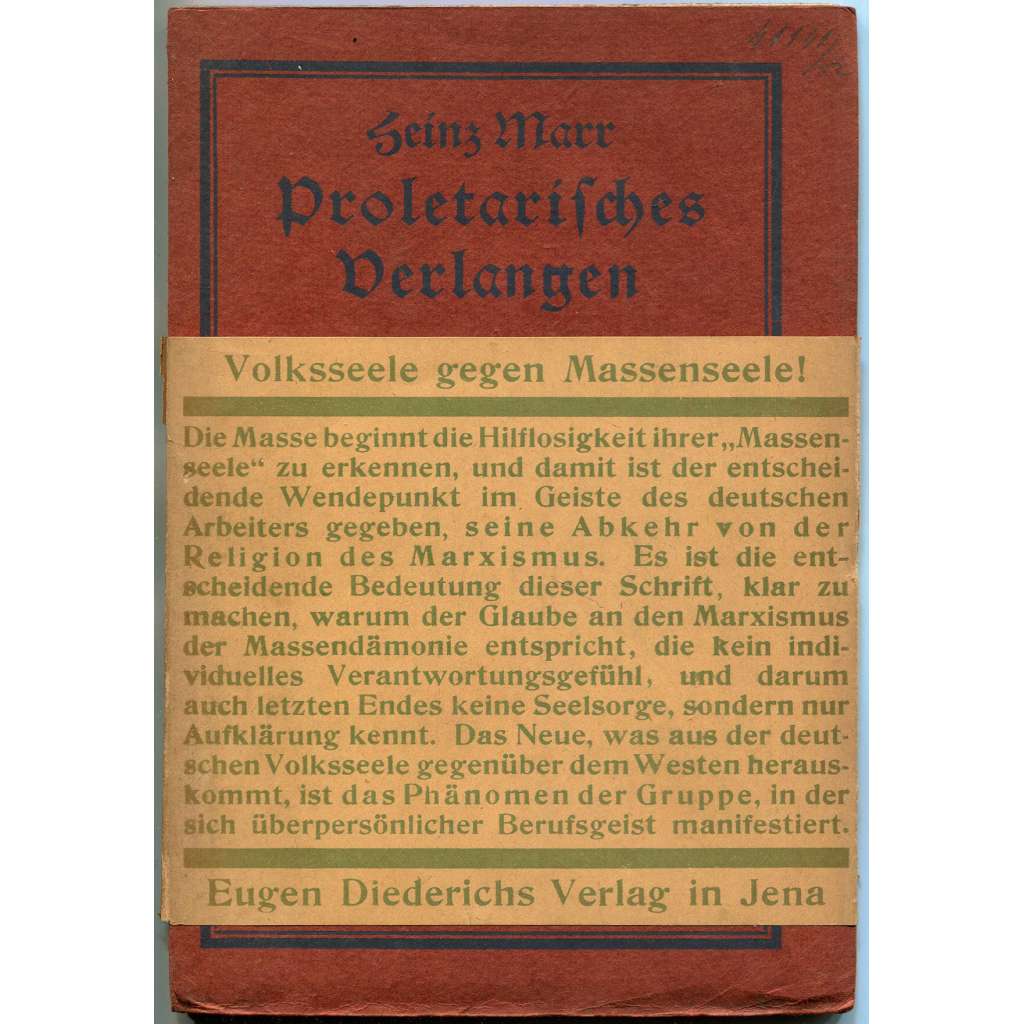 Heinz Marr
Proletariſches
Verlangen
Volksseele gegen Massenseele!
Die Masse beginnt die Hilflosigkeit ihrer „Massen-
seele“ zu erkennen, und damit ist der entschei-
dende Wendepunkt im Geiste des deutschen
Arbeiters gegeben, seine Abkehr von der
Religion des Marxismus. Es ist die ent-
scheidende Bedeutung dieser Schrift, klar zu
machen, warum der Glaube an den Marxismus
der Massendämonie entspricht, die kein indi-
viduelles Verantwortungsgefühl, und darum
auch letzten Endes keine Seelsorge, sondern nur
Aufklärung kennt. Das Neue, was aus der deut-
schen Volksseele gegenüber dem Westen heraus-
kommt, ist das Phänomen der Gruppe, in der
sich überpersönlicher Berufsgeist manifestiert.
Eugen Diederichs Verlag in Jena